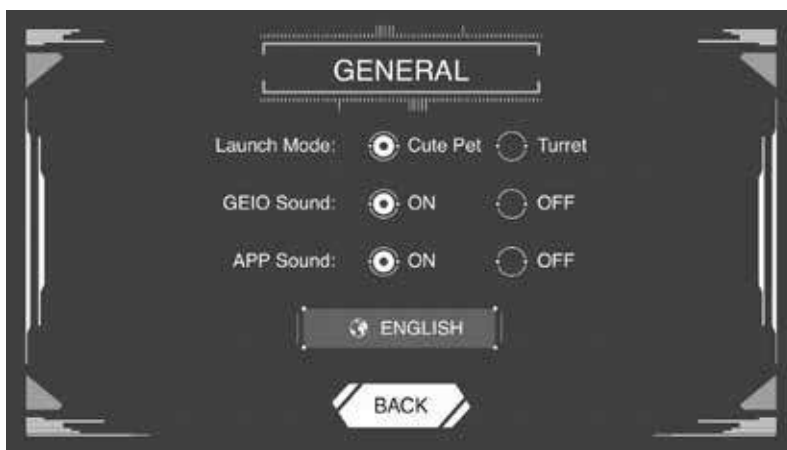 GENERAL
Launch Mode: Cute Pet Turret
GEIO Sound: ON OFF
APP Sound: ON OFF
ENGLISH
BACK